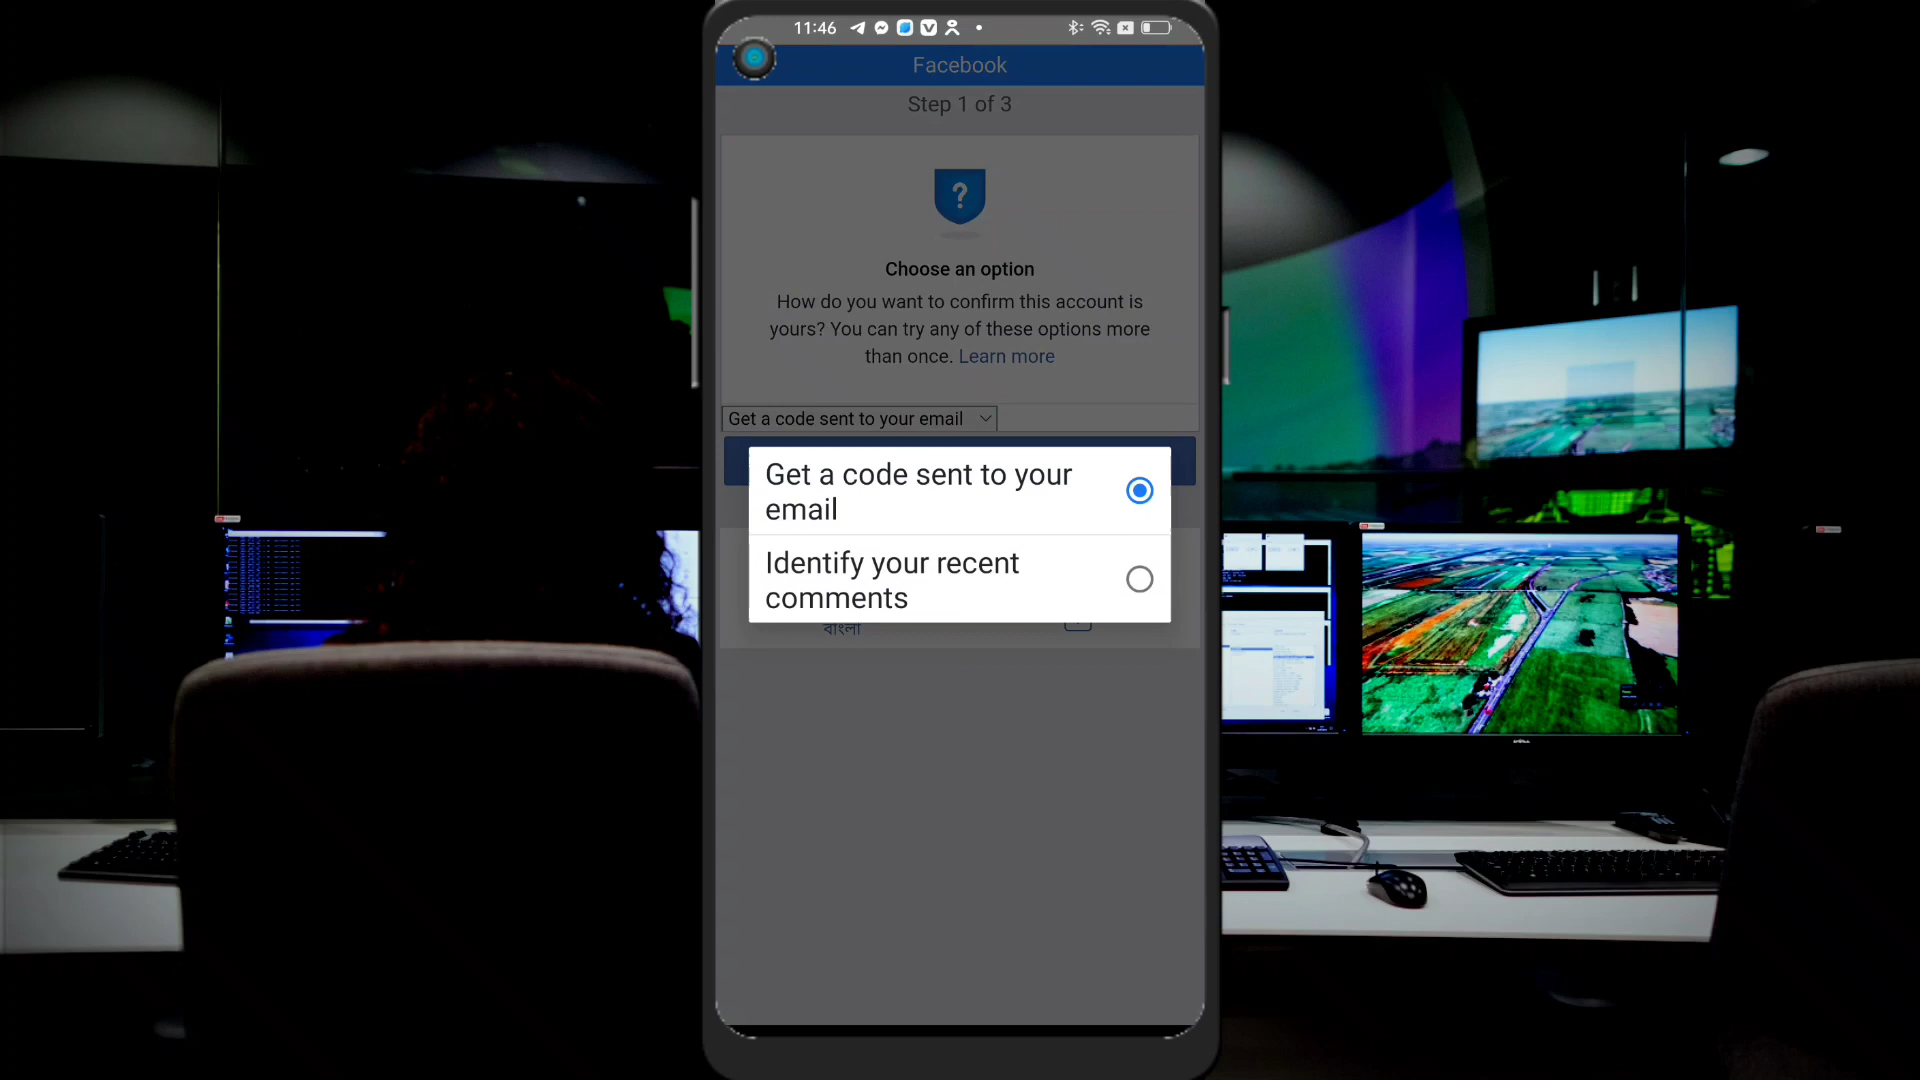 11:46
Facebook
Step 1 of 3
?
Choose an option
How do you want to confirm this account is
yours? You can try any of these options more
than once. Learn more
Get a code sent to your email
Get a code sent to your
email
Identify your recent
comments
বাংলা